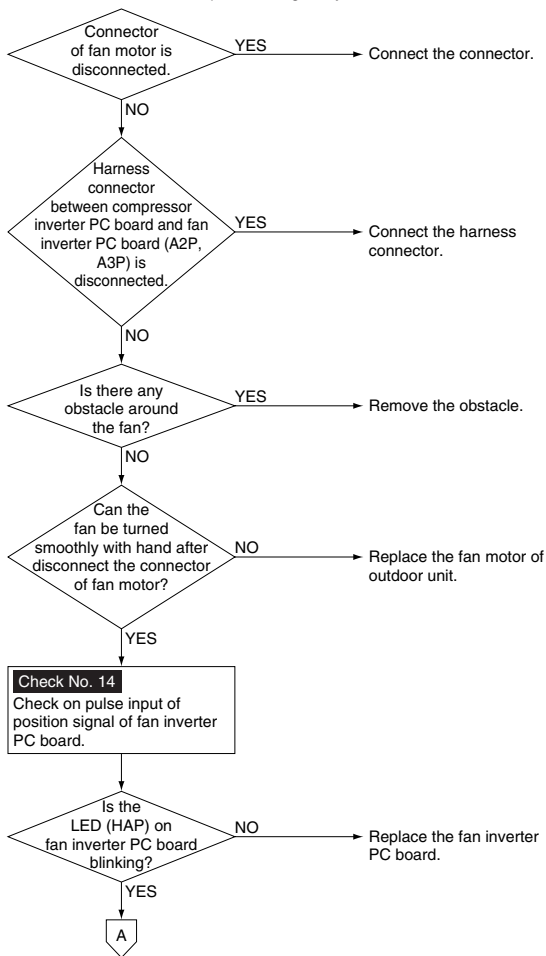 Connector
of fan motor is
disconnected.
YES
Connect the connector.
NO
Harness
connector
between compressor
inverter PC board and fan
inverter PC board (A2P,
A3P) is
disconnected.
YES
Connect the harness
connector.
NO
Is there any
obstacle around
the fan?
YES
Remove the obstacle.
NO
Can the
fan be turned
smoothly with hand after
disconnect the connector
of fan motor?
NO
Replace the fan motor of
outdoor unit.
YES
Check No. 14
Check on pulse input of
position signal of fan inverter
PC board.
Is the
LED (HAP) on
fan inverter PC board
blinking?
NO
Replace the fan inverter
PC board.
YES
A